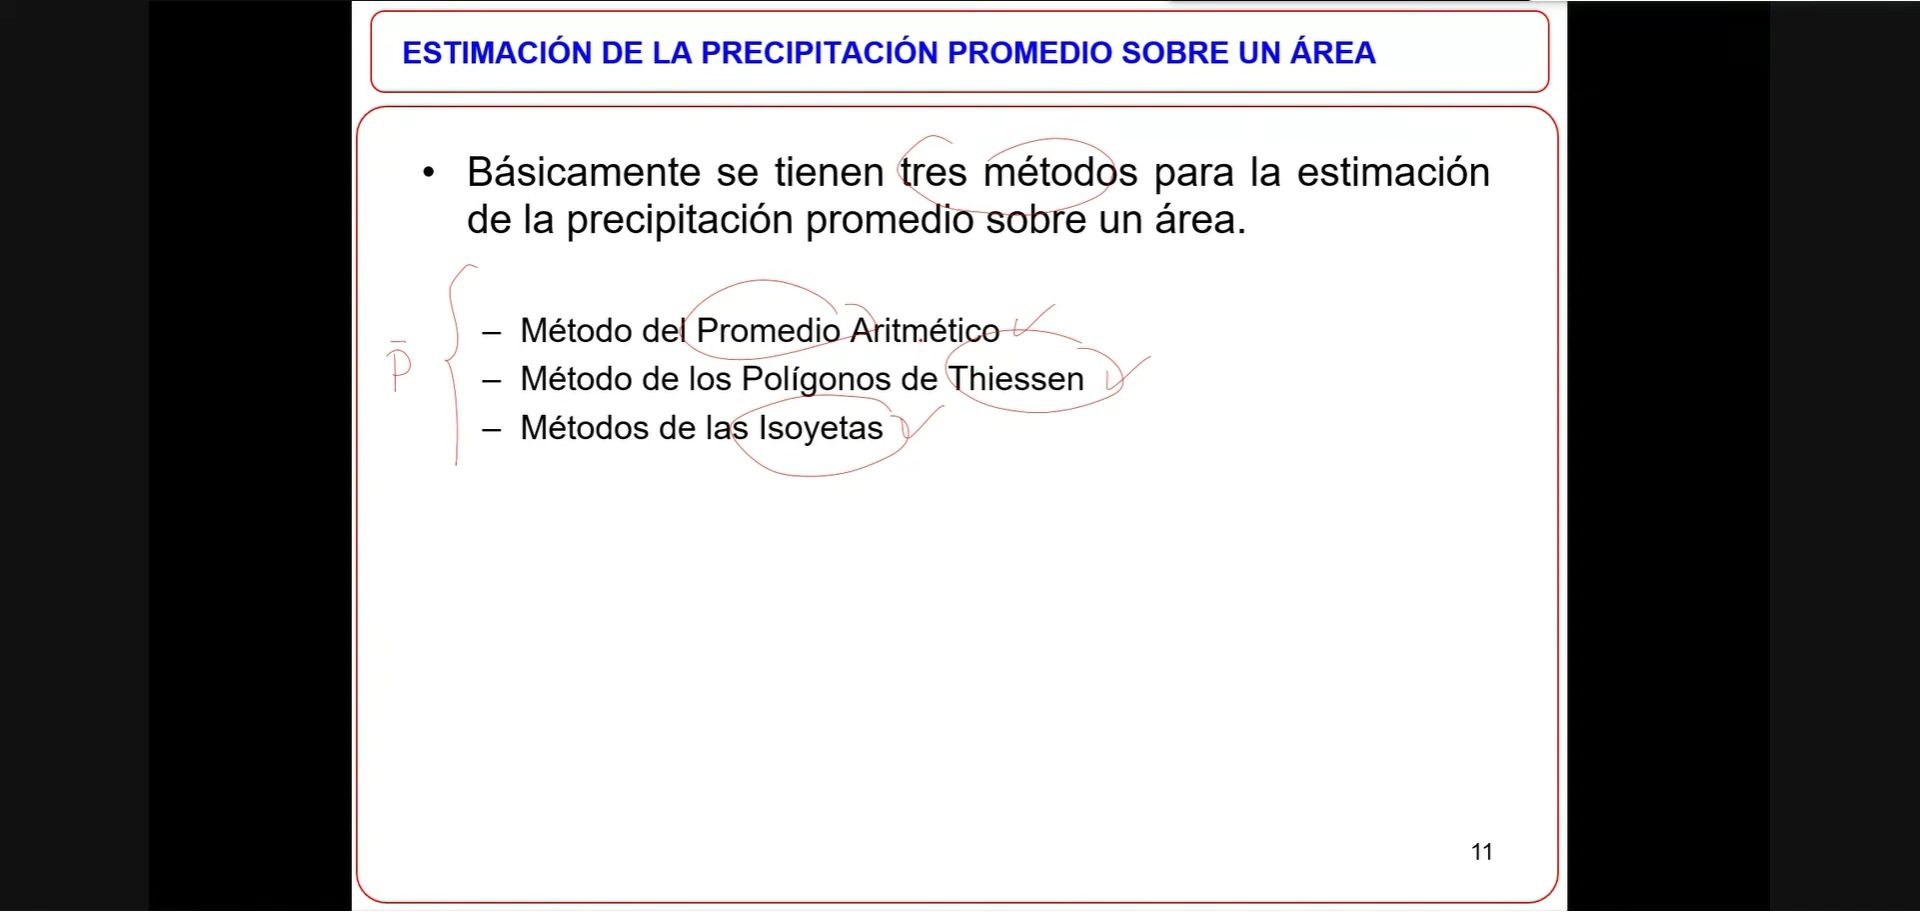 ESTIMACIÓN DE LA PRECIPITACIÓN PROMEDIO SOBRE UN ÁREA
• Básicamente se tienen tres métodos para la estimación
de la precipitación promedio sobre un área.
– Método del Promedio Aritmético
P̄
– Método de los Polígonos de Thiessen
– Métodos de las Isoyetas
11